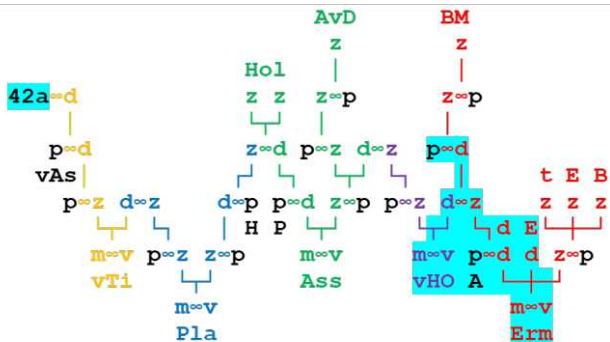 AvD BM
z z
Hol
42a∞d z z z∞p z∞p
p∞d z∞d p∞z d∞z p∞d
vAs t E B
p∞z d∞z d∞p p∞d z∞p p∞z d∞z z z z
H P d E
m∞v p∞z z∞p m∞v m∞v p∞d d z∞p
vTi Ass vHO A
m∞v m∞v
Pla Erm